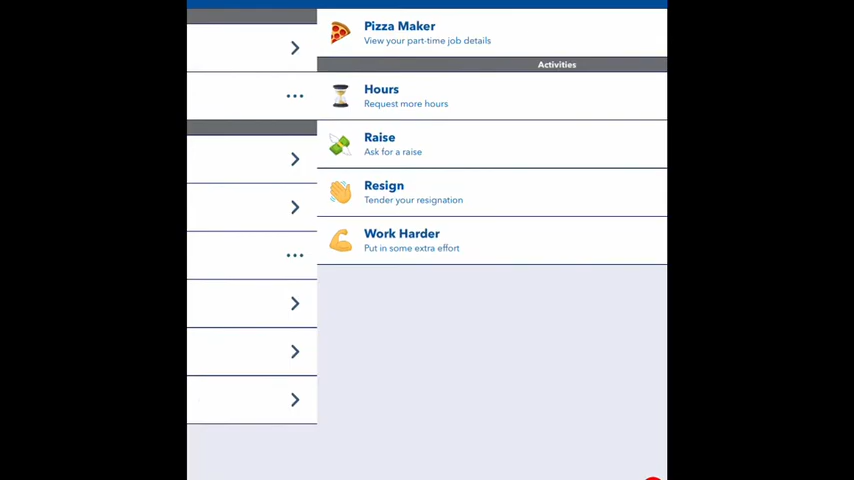 Pizza Maker
View your part-time job details
Activities
Hours
Request more hours
Raise
Ask for a raise
Resign
Tender your resignation
Work Harder
Put in some extra effort